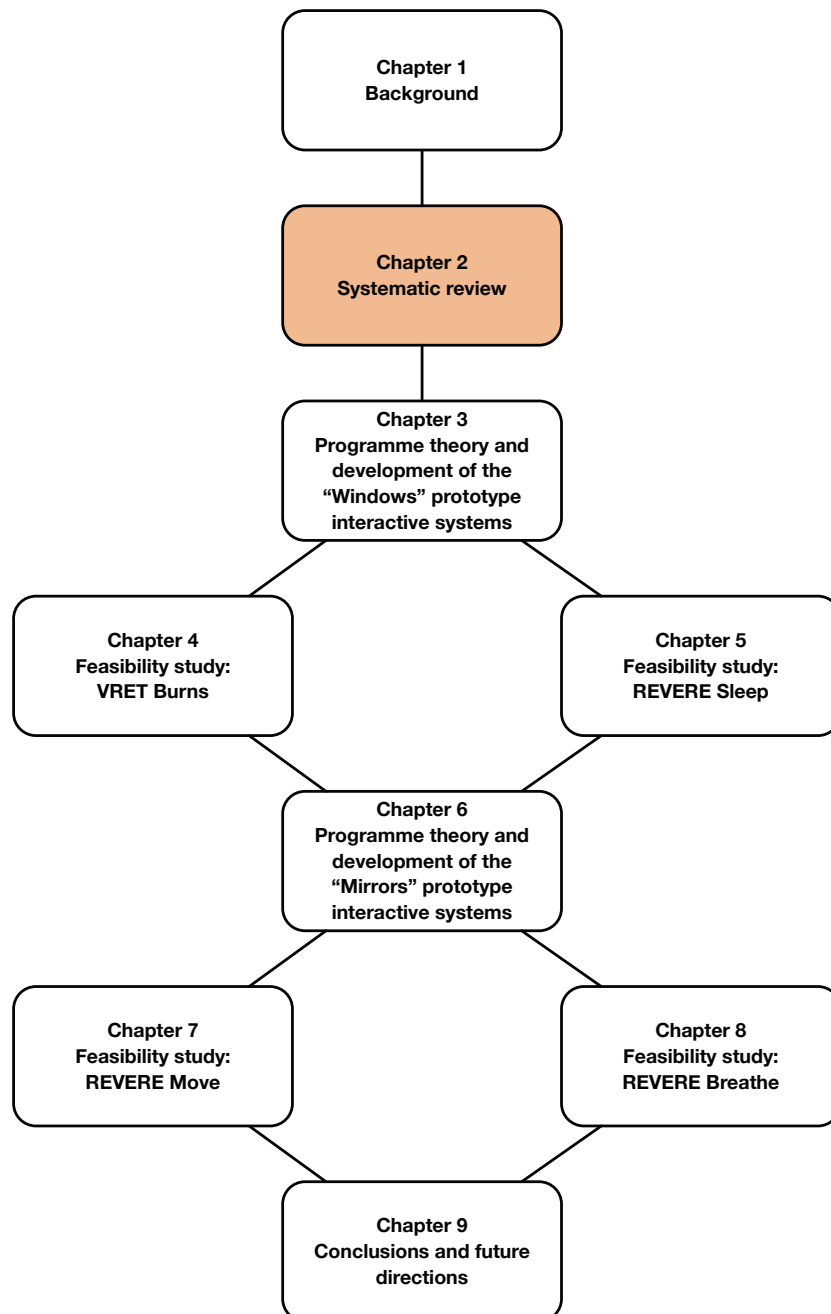 Chapter 1
Background
Chapter 2
Systematic review
Chapter 3
Programme theory and
development of the
“Windows” prototype
interactive systems
Chapter 4
Feasibility study:
VRET Burns
Chapter 5
Feasibility study:
REVERE Sleep
Chapter 6
Programme theory and
development of the
“Mirrors” prototype
interactive systems
Chapter 7
Feasibility study:
REVERE Move
Chapter 8
Feasibility study:
REVERE Breathe
Chapter 9
Conclusions and future
directions